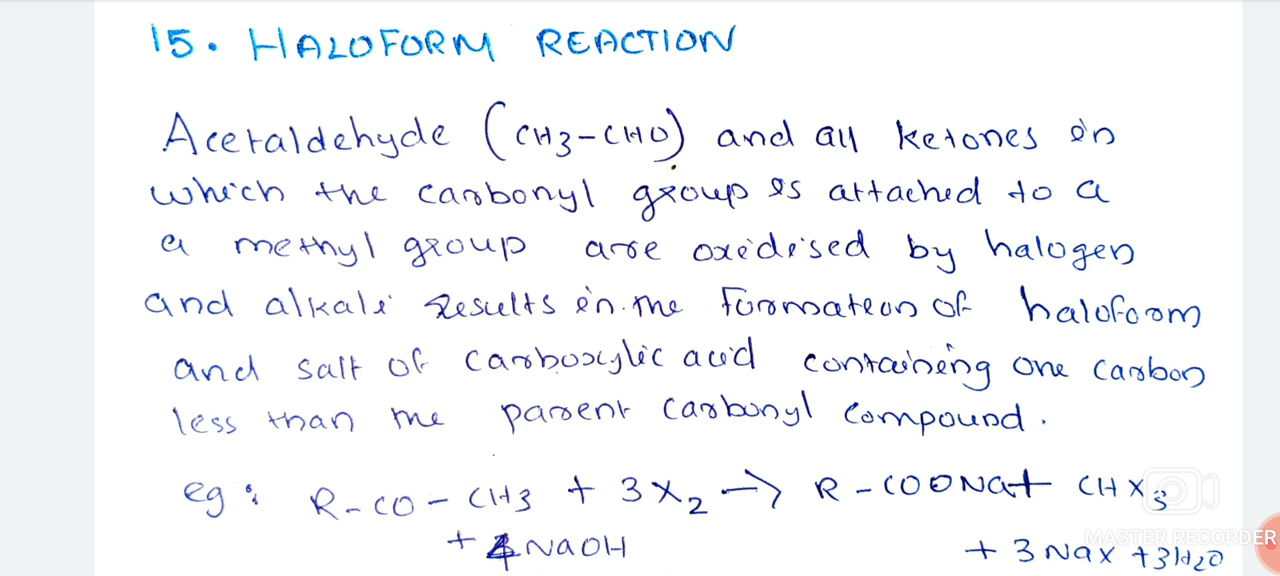 15. HALOFORM REACTION
Acetaldehyde (CH3-CHO) and all ketones in
which the carbonyl group is attached to a
a methyl group are oxidised by halogen
and alkali results in the formation of haloform
and salt of carboxylic acid containing one carbon
less than the parent carbonyl compound.
eg: R-CO-CH3 + 3X2 → R-COONa+ CHX3
+ 4NaOH + 3NaX +3H2O
MASTER RECORDER